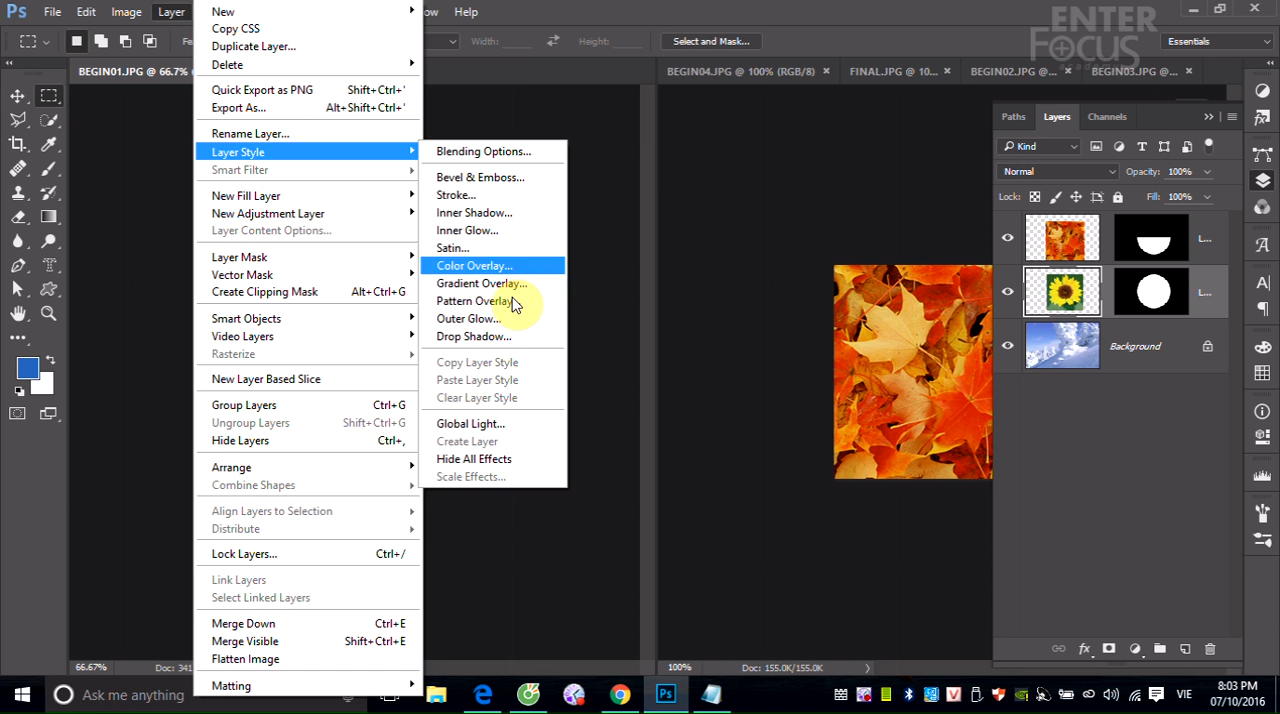 Ps File Edit Image Layer ow Help
ENTER
FOCUS
academy
Width: Height: Select and Mask... Essentials
BEGIN01.JPG @ 66.7%
BEGIN04.JPG @ 100% (RGB/8) × FINAL.JPG @ 10... × BEGIN02.JPG @ ... × BEGIN03.JPG @ ... ×
New
Copy CSS
Duplicate Layer...
Delete
Quick Export as PNG Shift+Ctrl+'
Export As... Alt+Shift+Ctrl+'
Rename Layer...
Layer Style
Smart Filter
New Fill Layer
New Adjustment Layer
Layer Content Options...
Layer Mask
Vector Mask
Create Clipping Mask Alt+Ctrl+G
Smart Objects
Video Layers
Rasterize
New Layer Based Slice
Group Layers Ctrl+G
Ungroup Layers Shift+Ctrl+G
Hide Layers Ctrl+,
Arrange
Combine Shapes
Align Layers to Selection
Distribute
Lock Layers... Ctrl+/
Link Layers
Select Linked Layers
Merge Down Ctrl+E
Merge Visible Shift+Ctrl+E
Flatten Image
Matting
Blending Options...
Bevel & Emboss...
Stroke...
Inner Shadow...
Inner Glow...
Satin...
Color Overlay...
Gradient Overlay...
Pattern Overlay
Outer Glow...
Drop Shadow...
Copy Layer Style
Paste Layer Style
Clear Layer Style
Global Light...
Create Layer
Hide All Effects
Scale Effects...
Paths Layers Channels
Kind
Normal Opacity: 100%
Lock: Fill: 100%
L...
L...
Background
66.67% Doc: 341
100% Doc: 155.0K/155.0K
Ask me anything
VIE
8:03 PM
07/10/2016